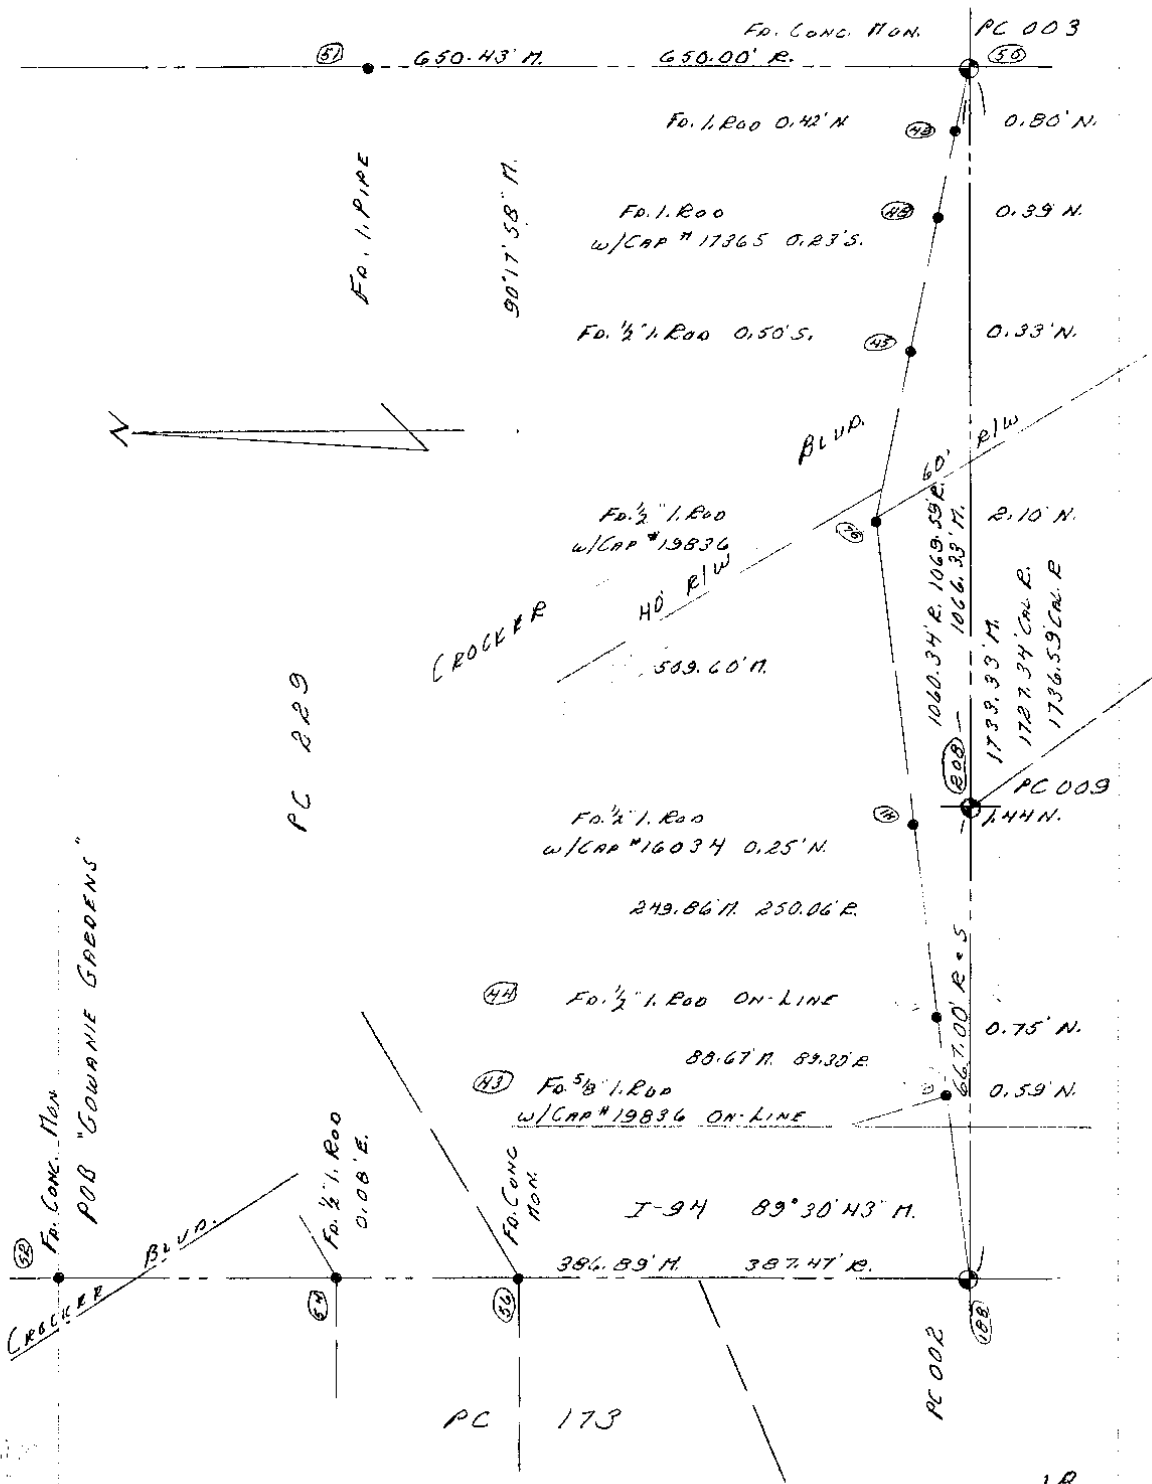 FD. CONC. MON. PC 003
51 650.43' M. 650.00' R. 50
FD. I. ROD 0.42' N 0.80' N.
FD. I. PIPE
90°17'58" M.
FD. I. ROD
W/CAP #17365 0.23'S.
0.39 N.
FD. 1/2" I. ROD 0.50'S. 45 0.33' N.
BLVD.
60' R/W
N
FD. 1/2" I. ROD
W/CAP #19836
2.10' N.
40' R/W
CROCKER
509.60' M.
1060.34' R. 1069.59' R.
1066.33' M.
1733.33' M.
1727.34' CAL R.
1736.59 CAL. R
PC 229
208
PC 009
1.44 N.
FD. 1/2" I. ROD
W/CAP #16034 0.25' N.
249.86' M. 250.06' R.
POB "GOWANIE GARDENS"
44 FD. 1/2" I. ROD ON-LINE
0.75' N.
667.00' R & S
88.67' M. 89.30' R.
43 FD. 5/8" I. ROD
W/CAP #19836 ON-LINE
0.59' N.
52 FD. CONC. MON
FD. 1/2" I. ROD
0.08' E.
FD. CONC
MON.
I-94 89°30'43" M.
CROCKER BLVD.
386.89' M. 387.47' R.
54
56
188
PC 002
PC 173